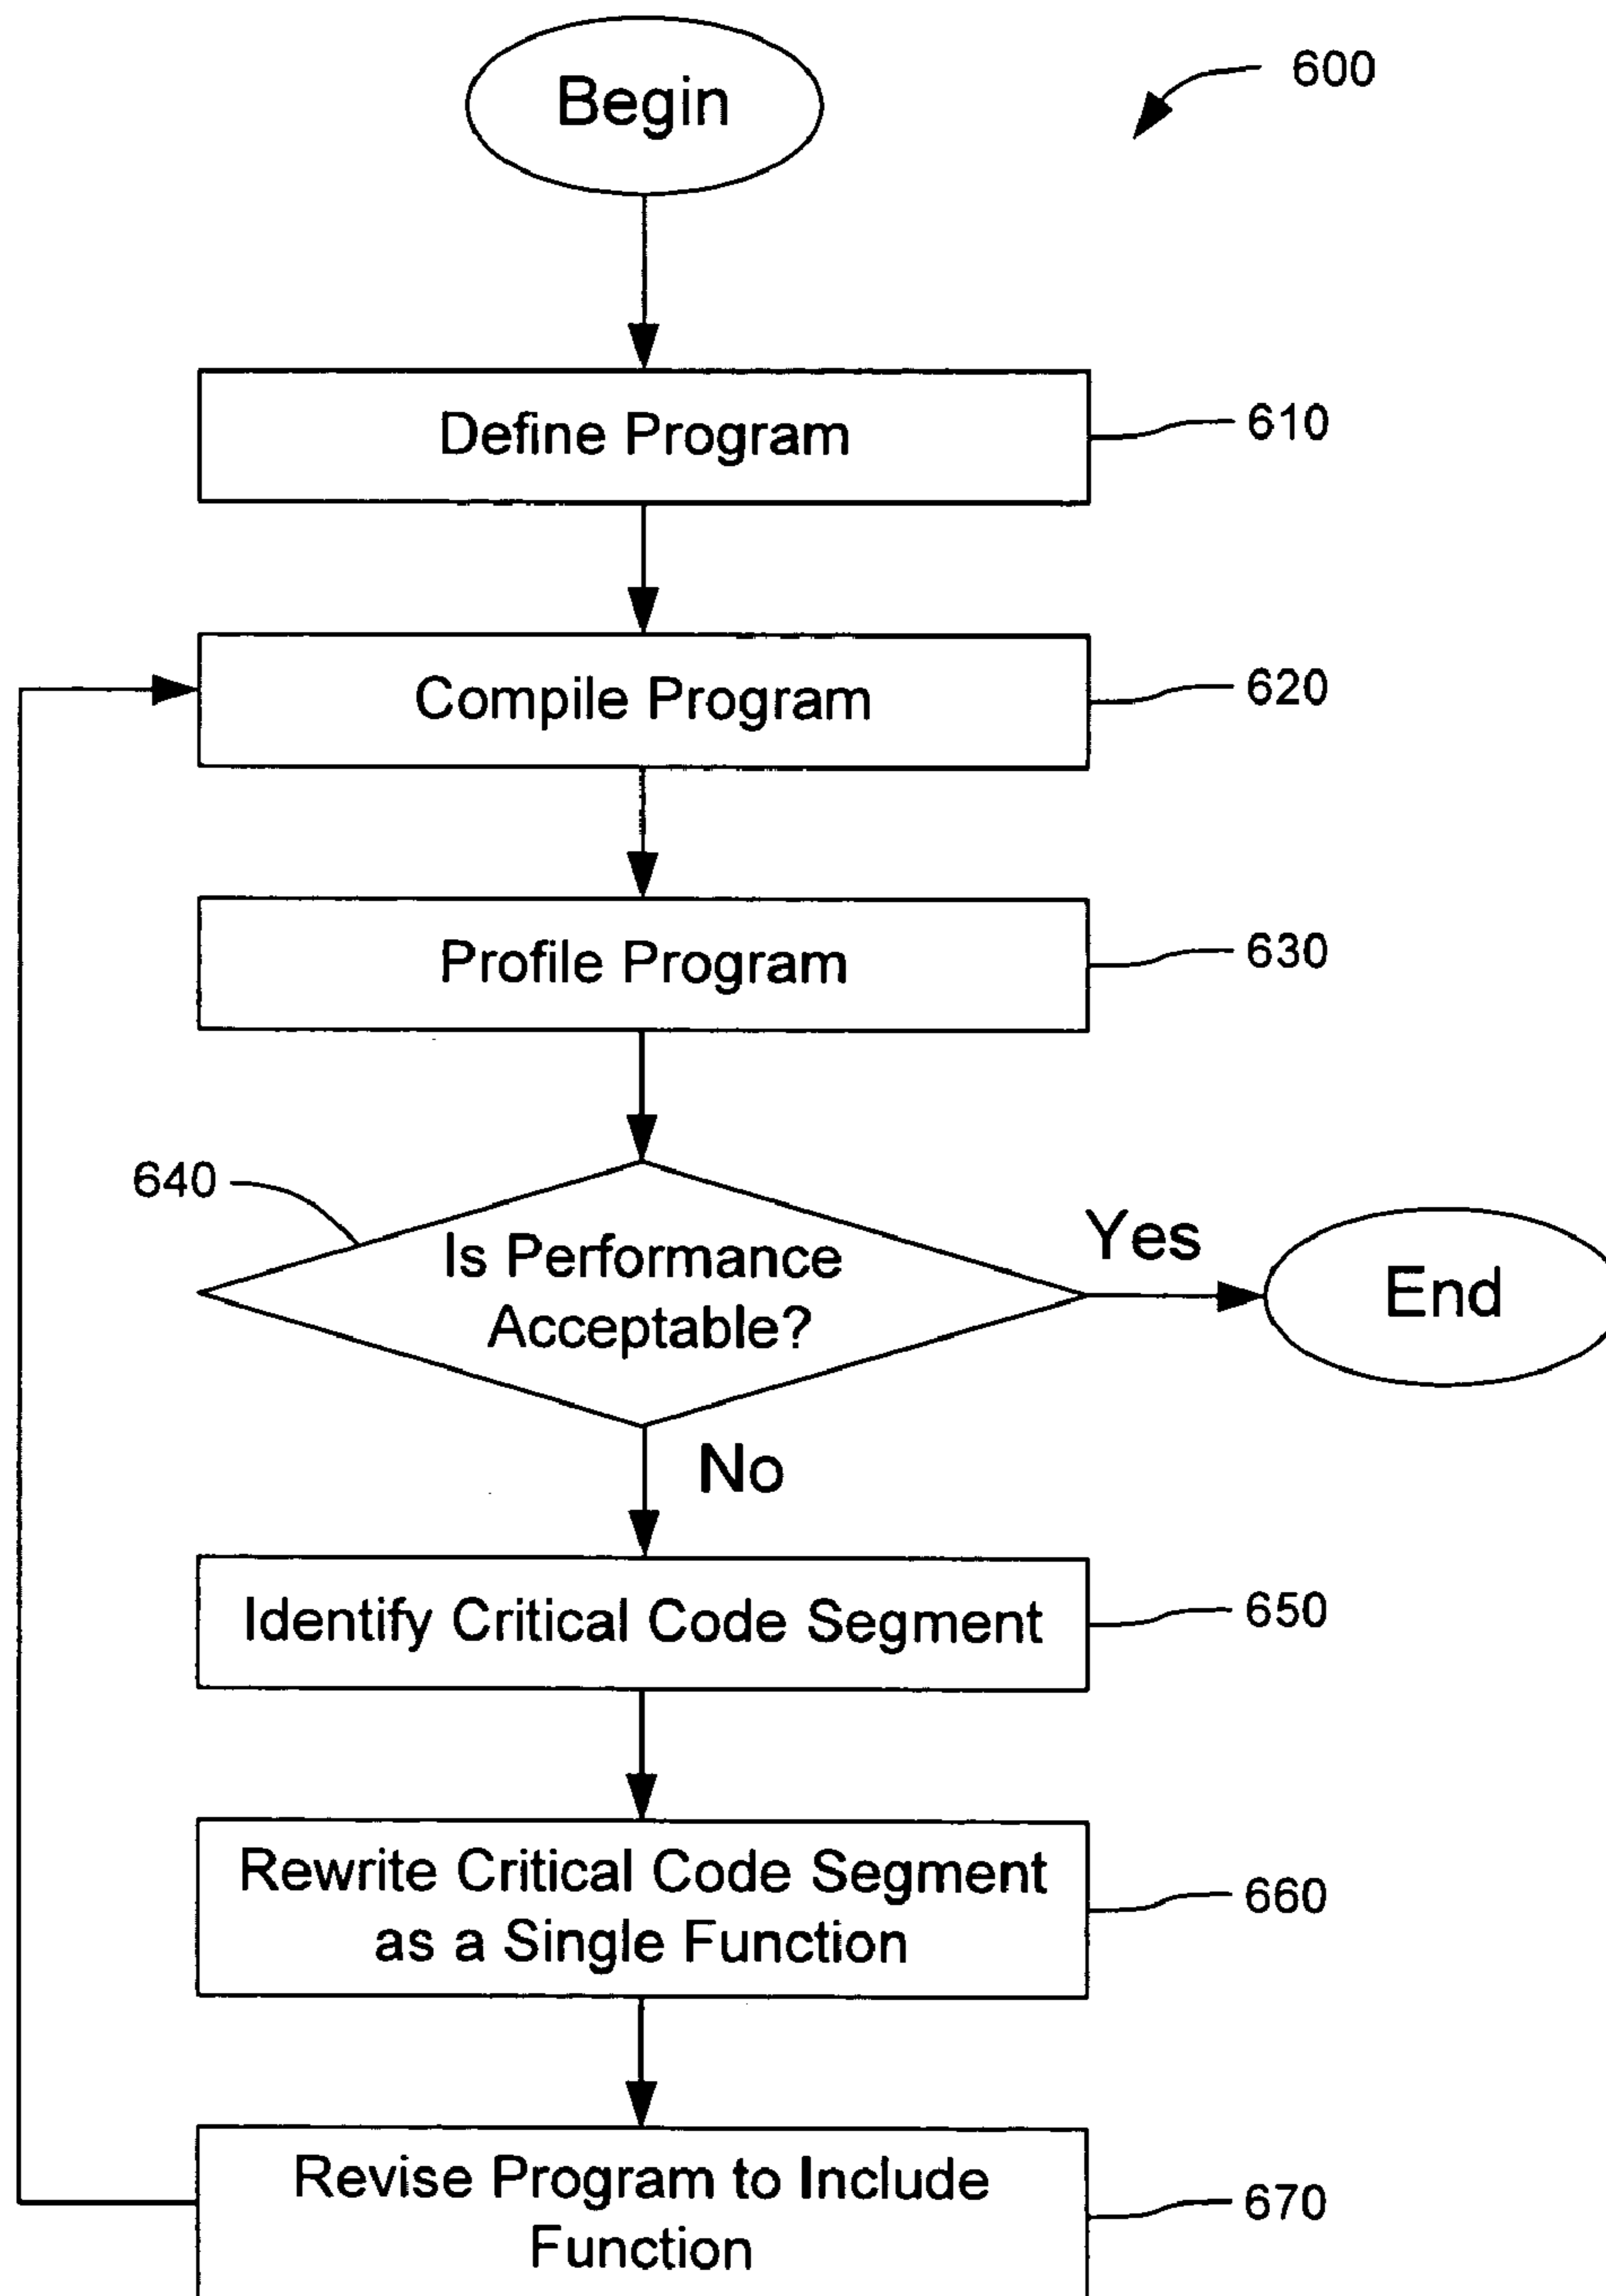 Begin
600
Define Program
610
Compile Program
620
Profile Program
630
640
Is Performance
Acceptable?
Yes
End
No
Identify Critical Code Segment
650
Rewrite Critical Code Segment
as a Single Function
660
Revise Program to Include
Function
670